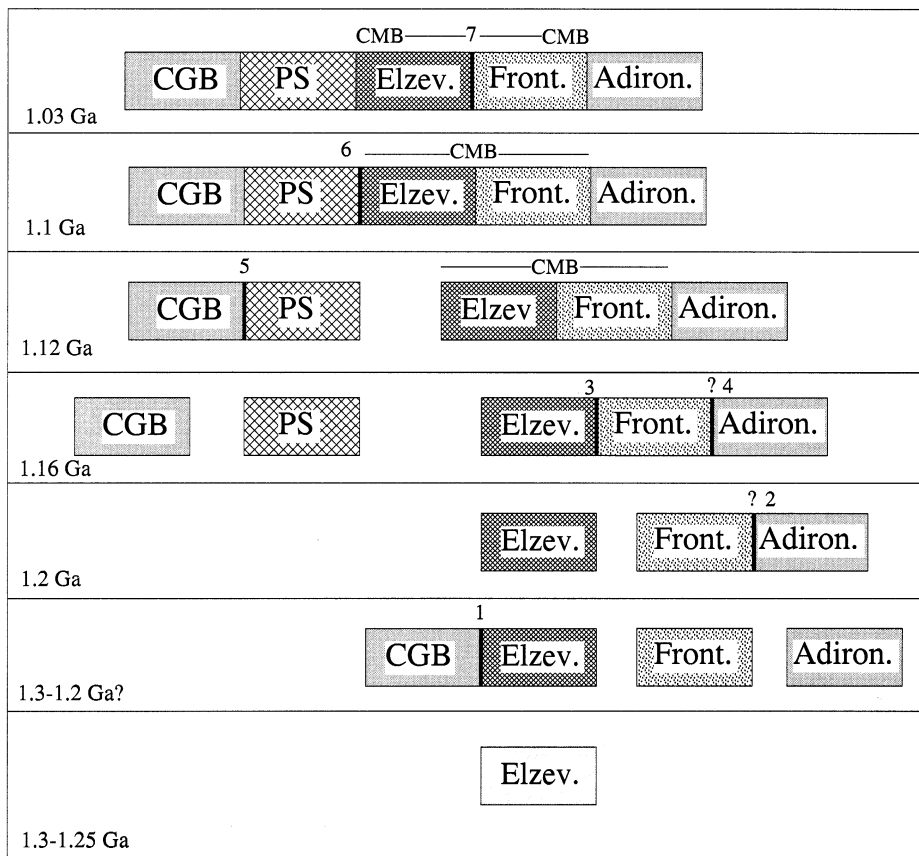 CMB 7 CMB
CGB PS Elzev. Front. Adiron.
1.03 Ga
6 CMB
CGB PS Elzev. Front. Adiron.
1.1 Ga
5 CMB
CGB PS Elzev Front. Adiron.
1.12 Ga
3 ? 4
CGB PS Elzev. Front. Adiron.
1.16 Ga
? 2
Elzev. Front. Adiron.
1.2 Ga
1
CGB Elzev. Front. Adiron.
1.3-1.2 Ga?
Elzev.
1.3-1.25 Ga